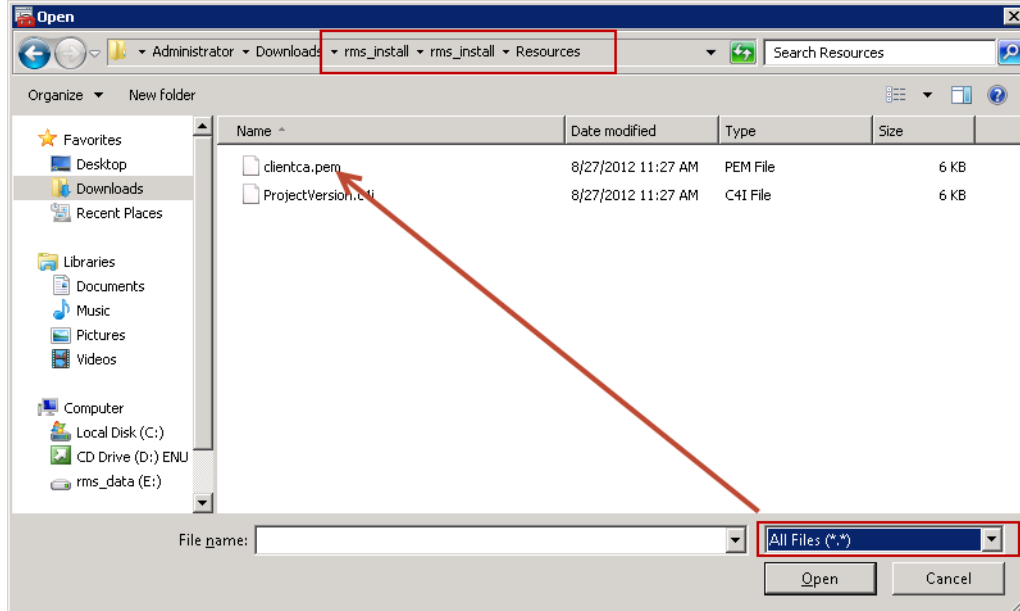 Open
Administrator Downloads rms_install rms_install Resources Search Resources
Organize New folder
Name Date modified Type Size
Favorites
Desktop
Downloads
Recent Places
Libraries
Documents
Music
Pictures
Videos
Computer
Local Disk (C:)
CD Drive (D:) ENU
rms_data (E:)
clientca.pem 8/27/2012 11:27 AM PEM File 6 KB
ProjectVersion.c4i 8/27/2012 11:27 AM C4I File 6 KB
File name: All Files (*.*)
Open Cancel